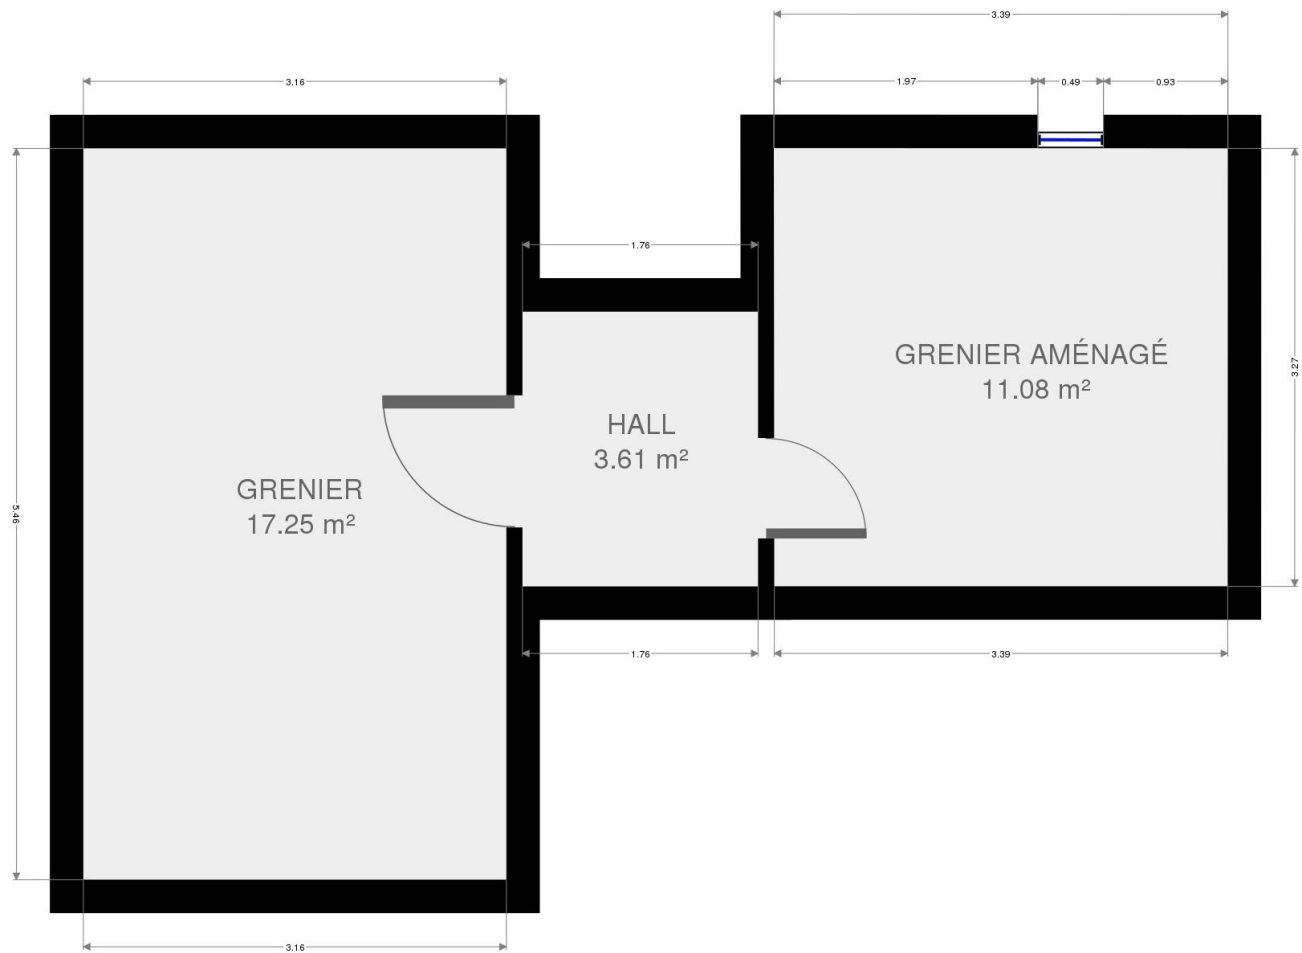 3.39
1.97
0.49
0.93
3.16
1.76
3.27
GRENIER AMÉNAGÉ
11.08 m²
HALL
3.61 m²
GRENIER
17.25 m²
5.46
1.76
3.39
3.16